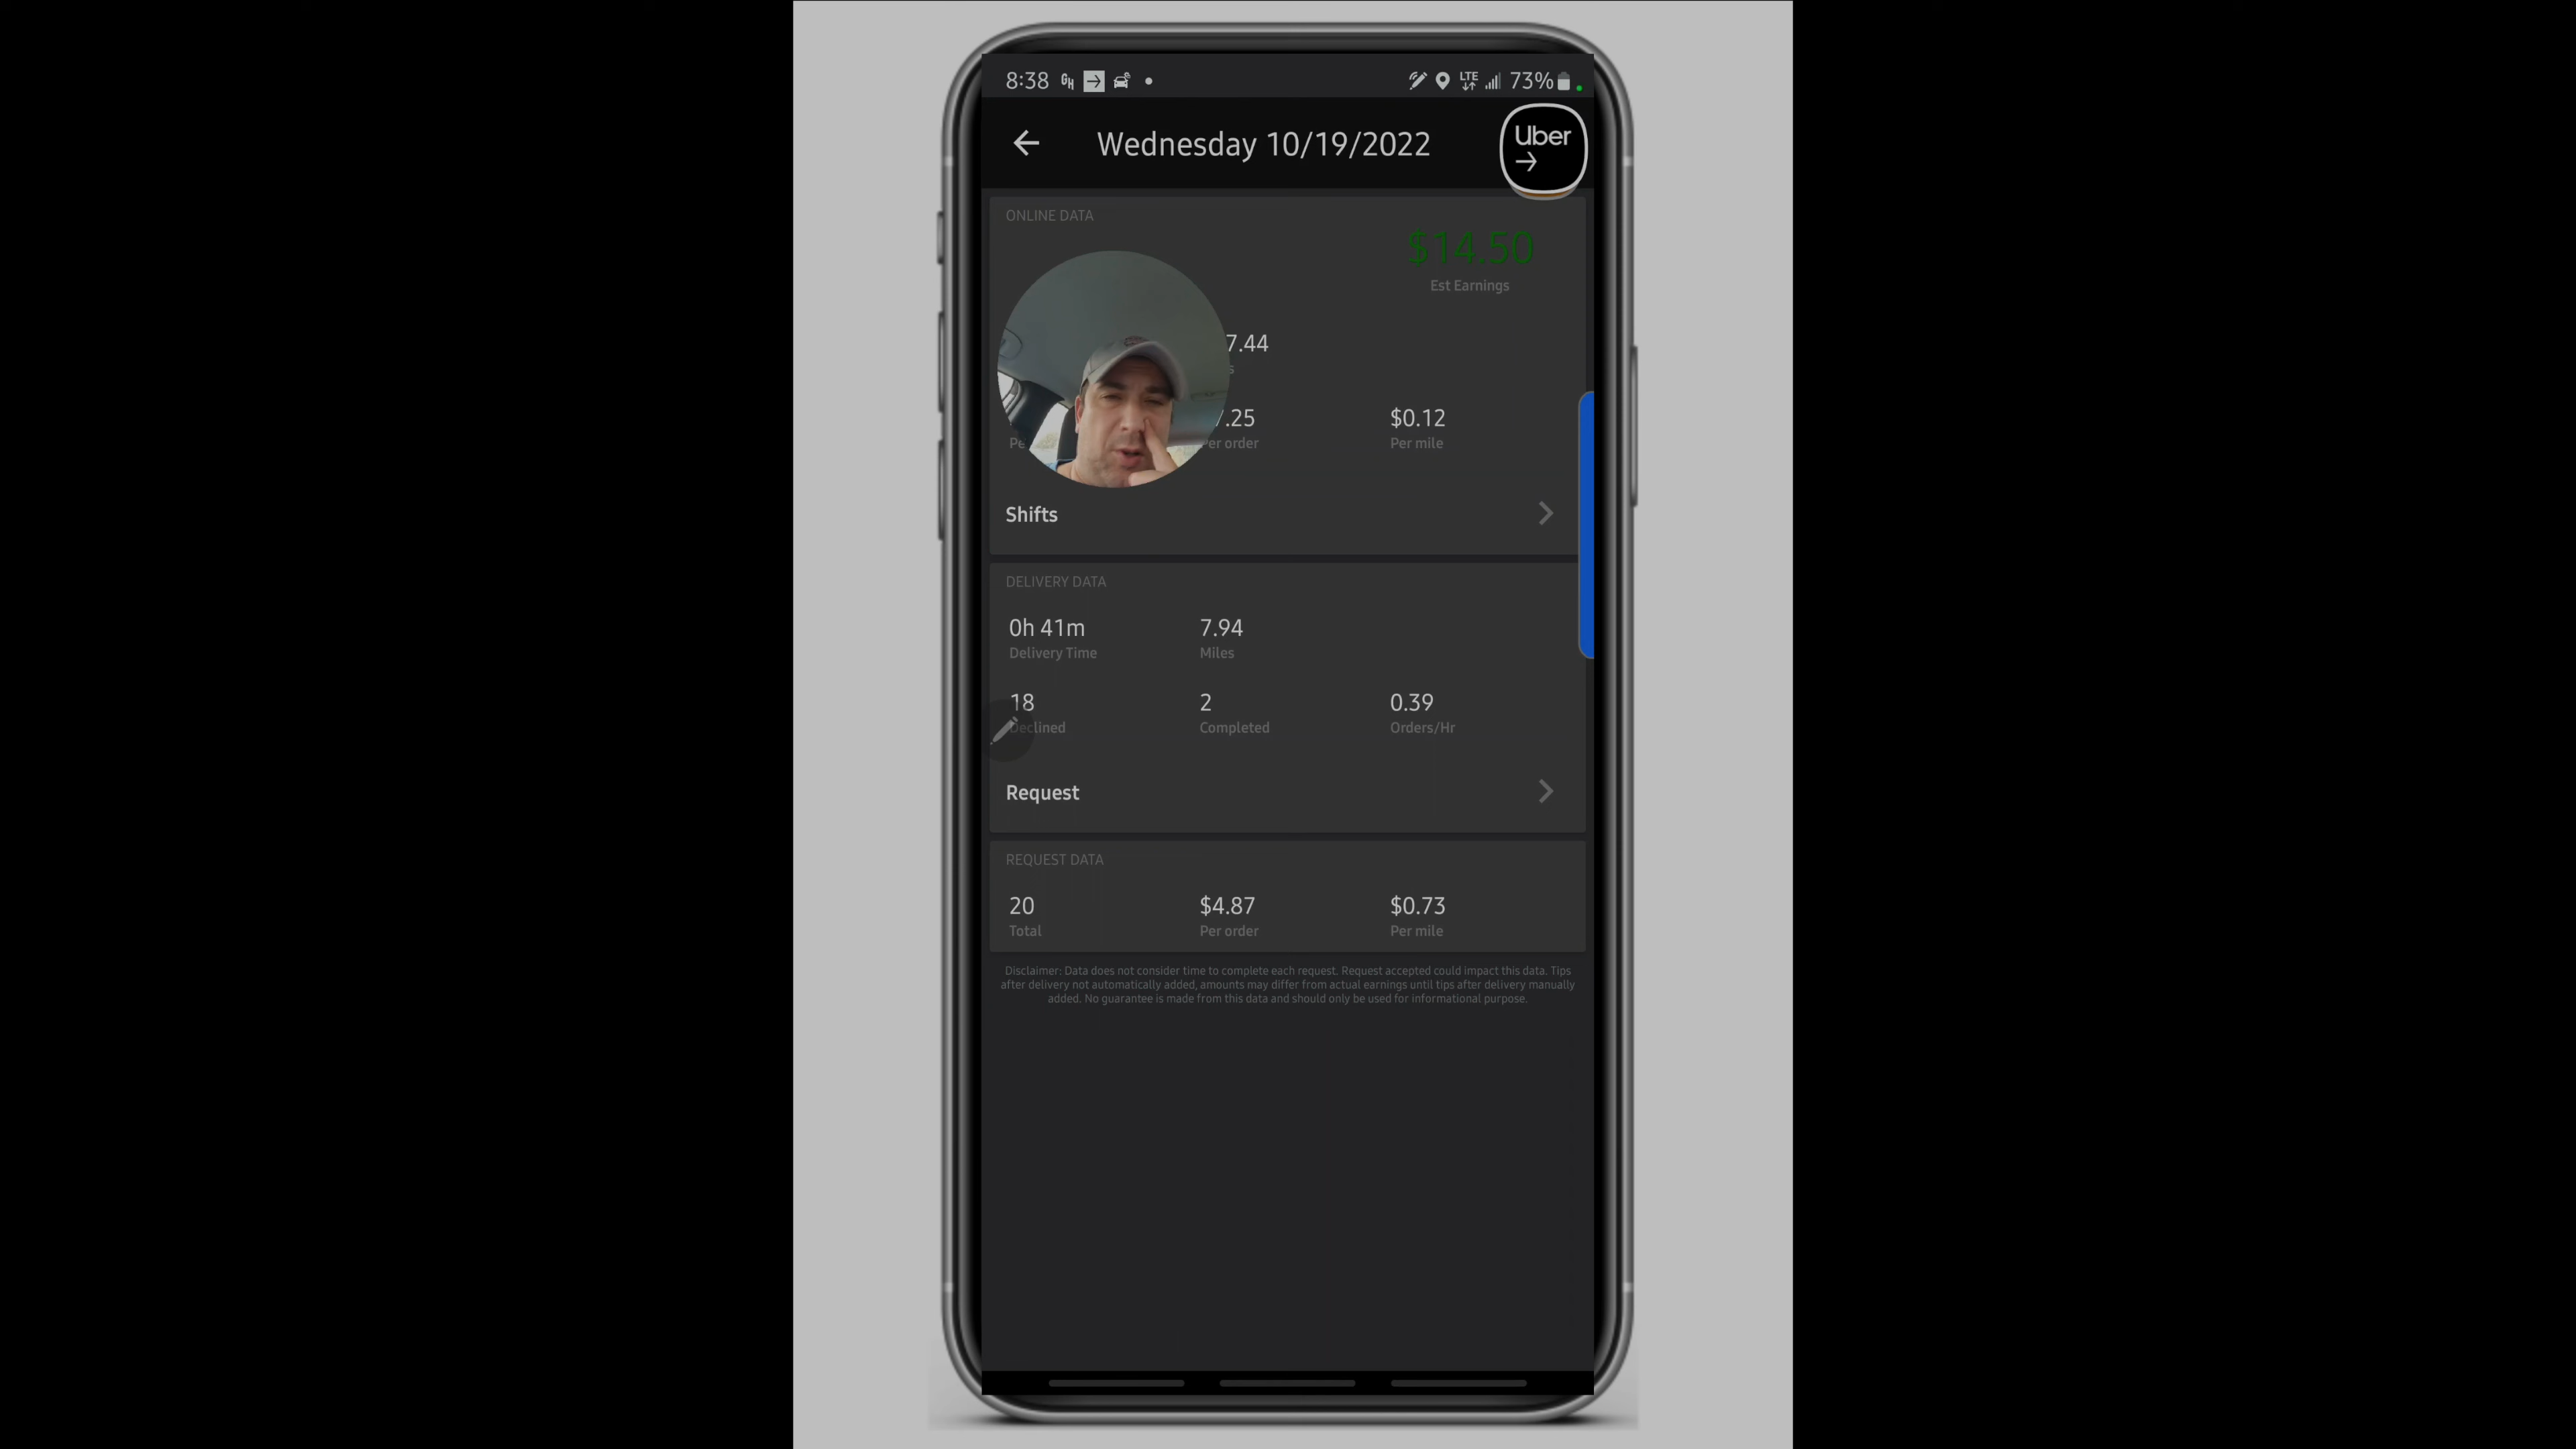 8:38 LTE 73%
Wednesday 10/19/2022
Uber
ONLINE DATA
$14.50
Est Earnings
7.44
.25 $0.12
Per order Per mile
Shifts
DELIVERY DATA
0h 41m 7.94
Delivery Time Miles
18 2 0.39
Declined Completed Orders/Hr
Request
REQUEST DATA
20 $4.87 $0.73
Total Per order Per mile
Disclaimer: Data does not consider time to complete each request. Request accepted could impact this data. Tips
after delivery not automatically added, amounts may differ from actual earnings until tips after delivery manually
added. No guarantee is made from this data and should only be used for informational purpose.